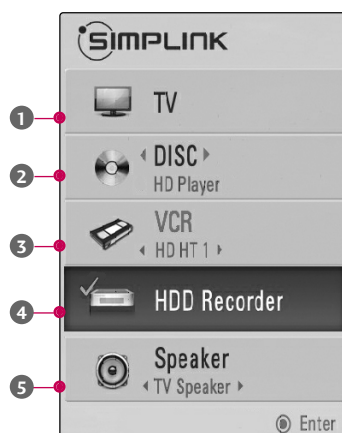 SIMPLINK
1
TV
2
DISC
HD Player
3
VCR
HD HT 1
4
HDD Recorder
5
Speaker
TV Speaker
Enter